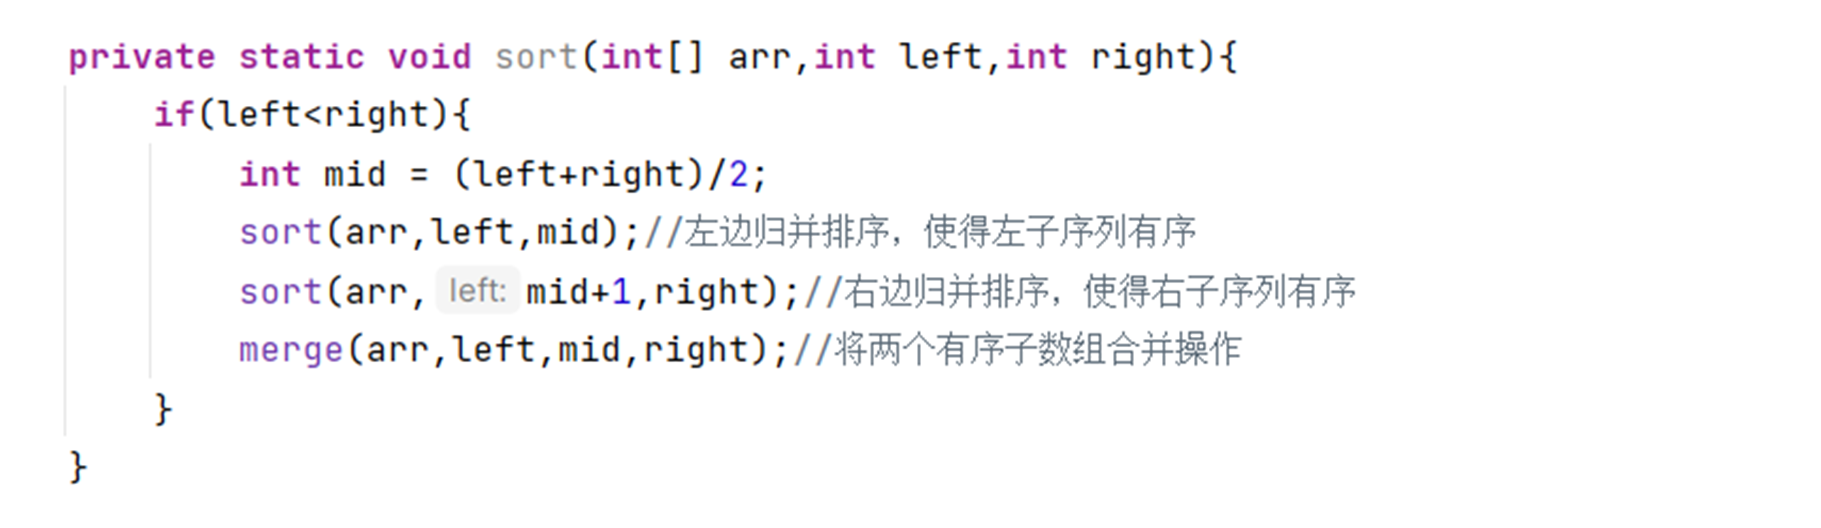 private static void sort(int[] arr,int left,int right){
if(left<right){
int mid = (left+right)/2;
sort(arr,left,mid);//左边归并排序，使得左子序列有序
sort(arr, left: mid+1,right);//右边归并排序，使得右子序列有序
merge(arr,left,mid,right);//将两个有序子数组合并操作
}
}